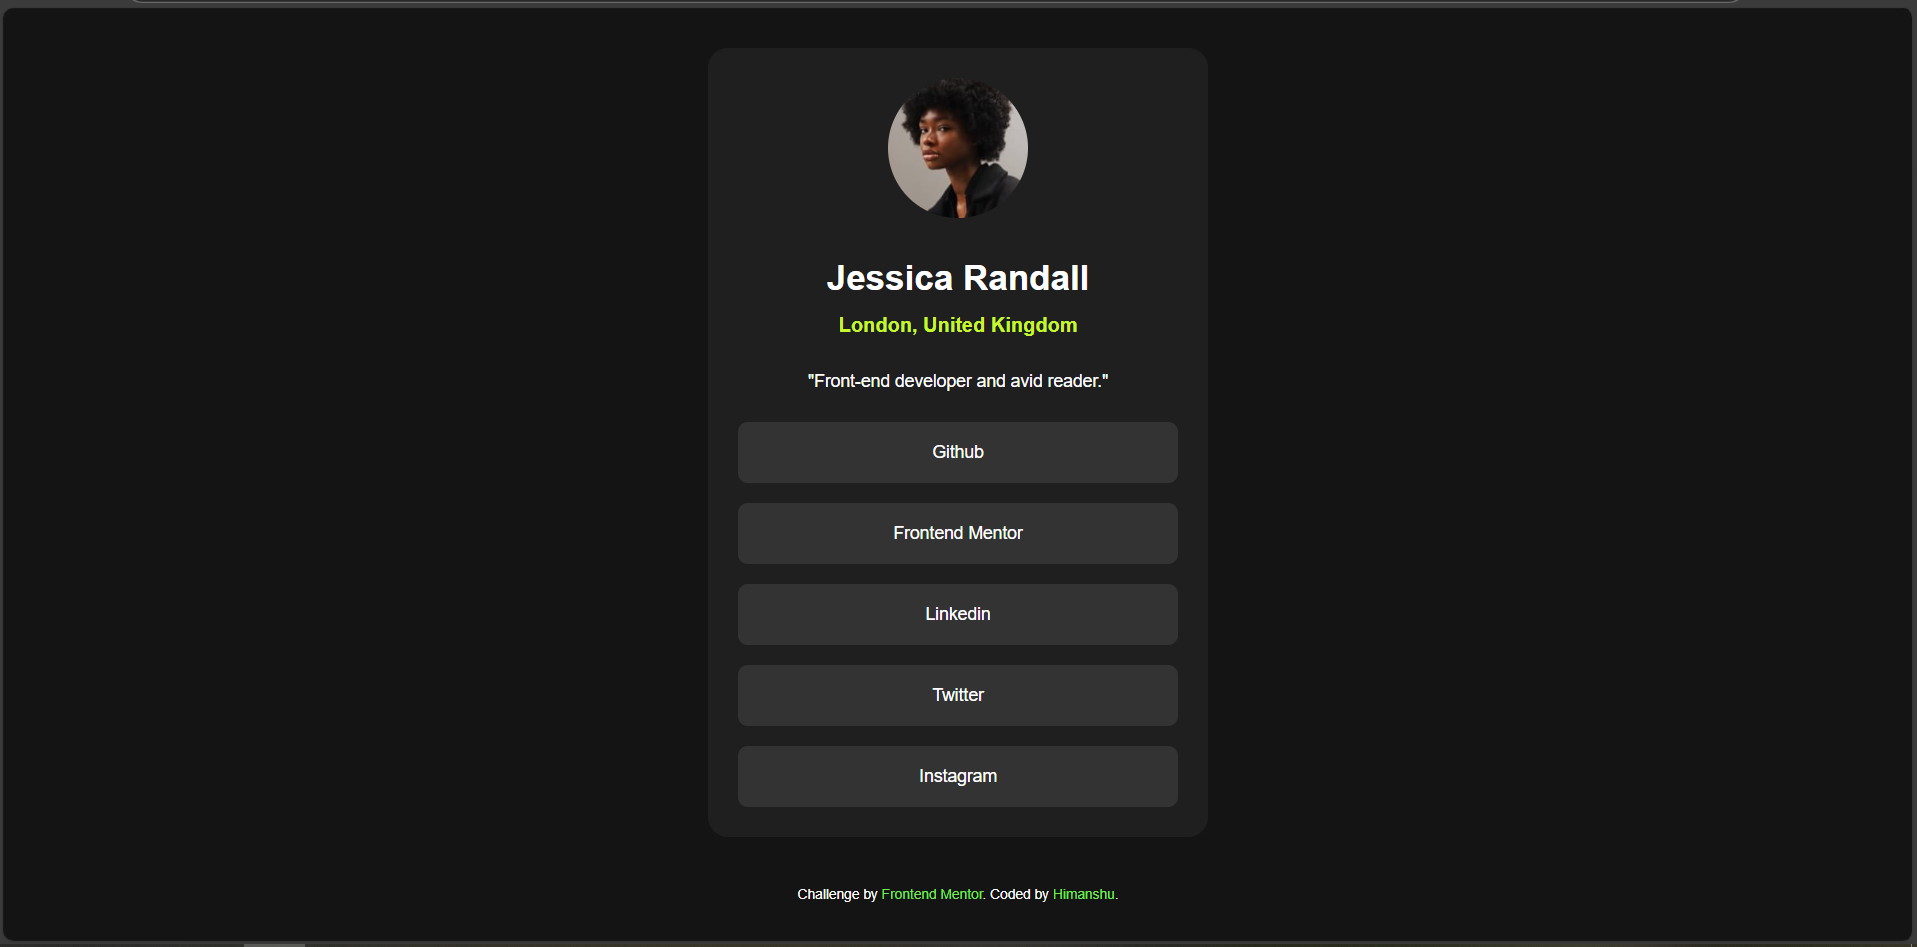 Jessica Randall
London, United Kingdom
"Front-end developer and avid reader."
Github
Frontend Mentor
Linkedin
Twitter
Instagram
Challenge by Frontend Mentor. Coded by Himanshu.